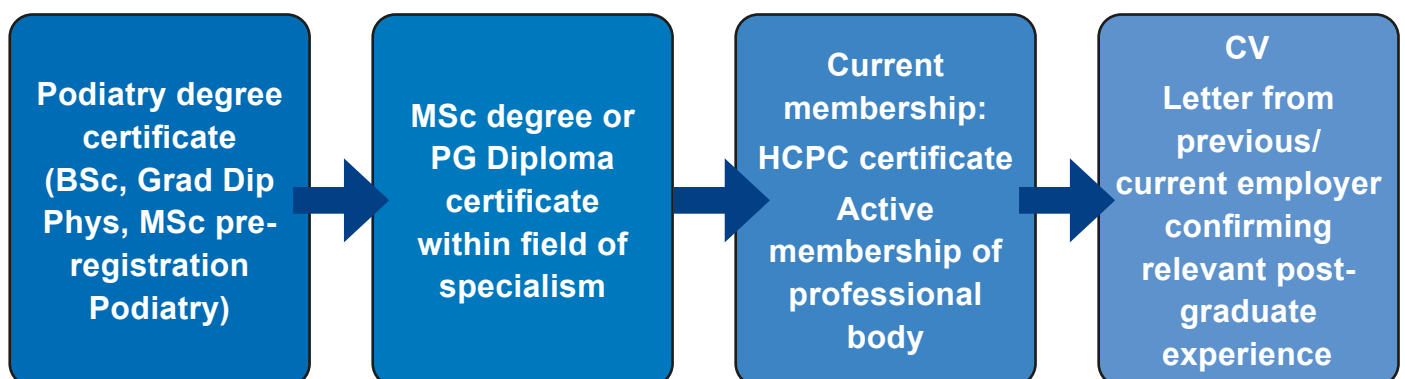 Podiatry degree
certificate
(BSc, Grad Dip
Phys, MSc pre-
registration
Podiatry)
MSc degree or
PG Diploma
certificate
within field of
specialism
Current
membership:
HCPC certificate
Active
membership of
professional
body
CV
Letter from
previous/
current employer
confirming
relevant post-
graduate
experience